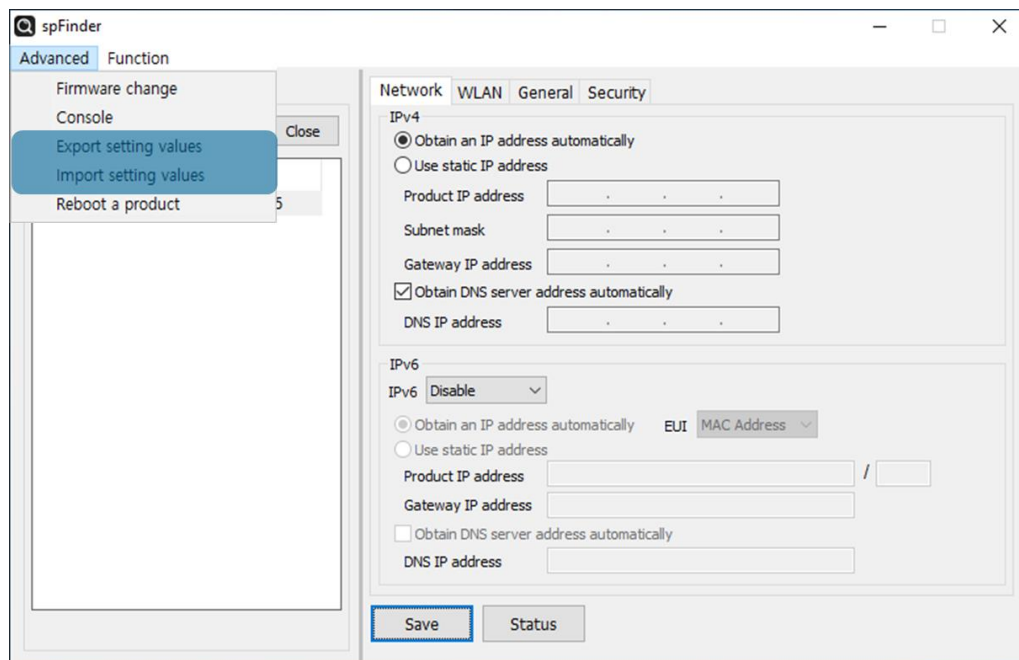 spFinder
Advanced Function
Firmware change
Console
Export setting values
Import setting values
Reboot a product
Close
5
Network WLAN General Security
IPv4
Obtain an IP address automatically
Use static IP address
Product IP address . . .
Subnet mask . . .
Gateway IP address . . .
Obtain DNS server address automatically
DNS IP address . . .
IPv6
IPv6 Disable
Obtain an IP address automatically EUI MAC Address
Use static IP address
Product IP address /
Gateway IP address
Obtain DNS server address automatically
DNS IP address
Save Status